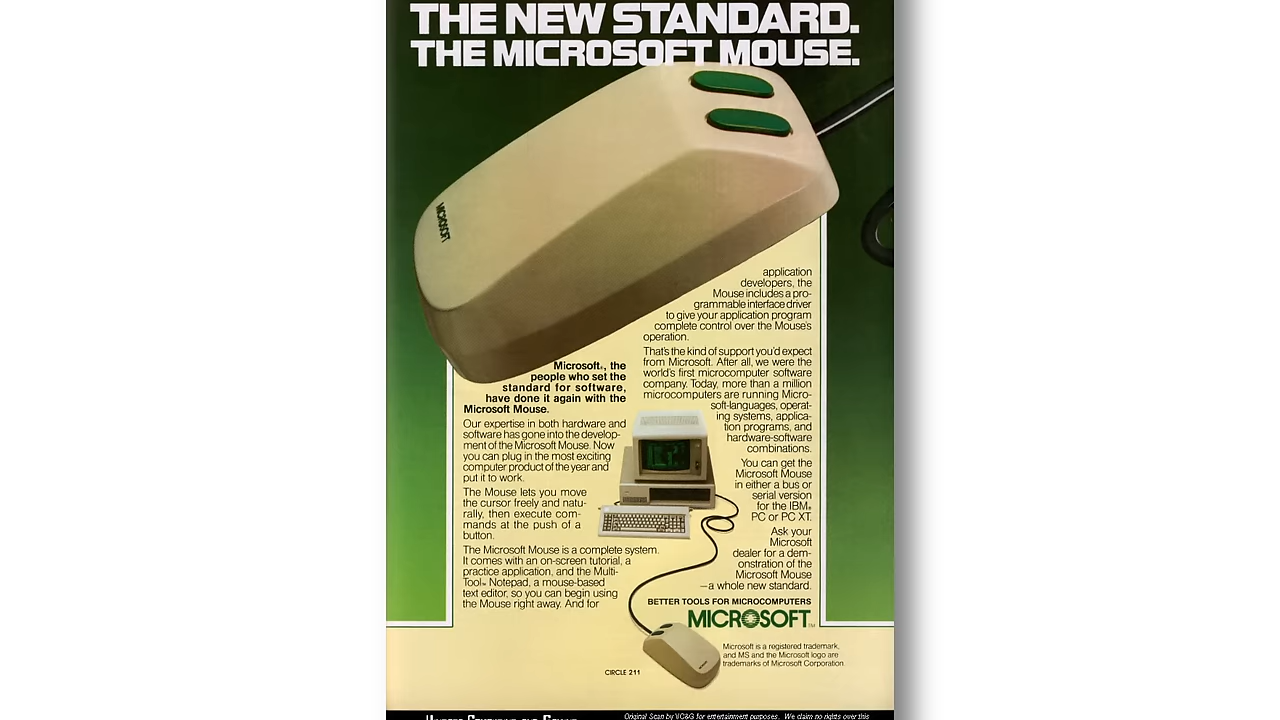 THE NEW STANDARD.
THE MICROSOFT MOUSE.
MICROSOFT
Microsoft®, the
people who set the
standard for software,
have done it again with the
Microsoft Mouse.
Our expertise in both hardware and
software has gone into the develop-
ment of the Microsoft Mouse. Now
you can plug in the most exciting
computer product of the year and
put it to work.
The Mouse lets you move
the cursor freely and natu-
rally, then execute com-
mands at the push of a
button.
The Microsoft Mouse is a complete system.
It comes with an on-screen tutorial, a
practice application, and the Multi-
Tool™ Notepad, a mouse-based
text editor, so you can begin using
the Mouse right away. And for
application
developers, the
Mouse includes a pro-
grammable interface driver
to give your application program
complete control over the Mouse's
operation.
That's the kind of support you'd expect
from Microsoft. After all, we were the
world's first microcomputer software
company. Today, more than a million
microcomputers are running Micro-
soft-languages, operat-
ing systems, applica-
tion programs, and
hardware-software
combinations.
You can get the
Microsoft Mouse
in either a bus or
serial version
for the IBM®
PC or PC XT.
Ask your
Microsoft
dealer for a dem-
onstration of the
Microsoft Mouse
—a whole new standard.
BETTER TOOLS FOR MICROCOMPUTERS
MICROSOFT™
Microsoft is a registered trademark,
and MS and the Microsoft logo are
trademarks of Microsoft Corporation
CIRCLE 211
Original Scan by VC&G for entertainment purposes. We claim no rights over this